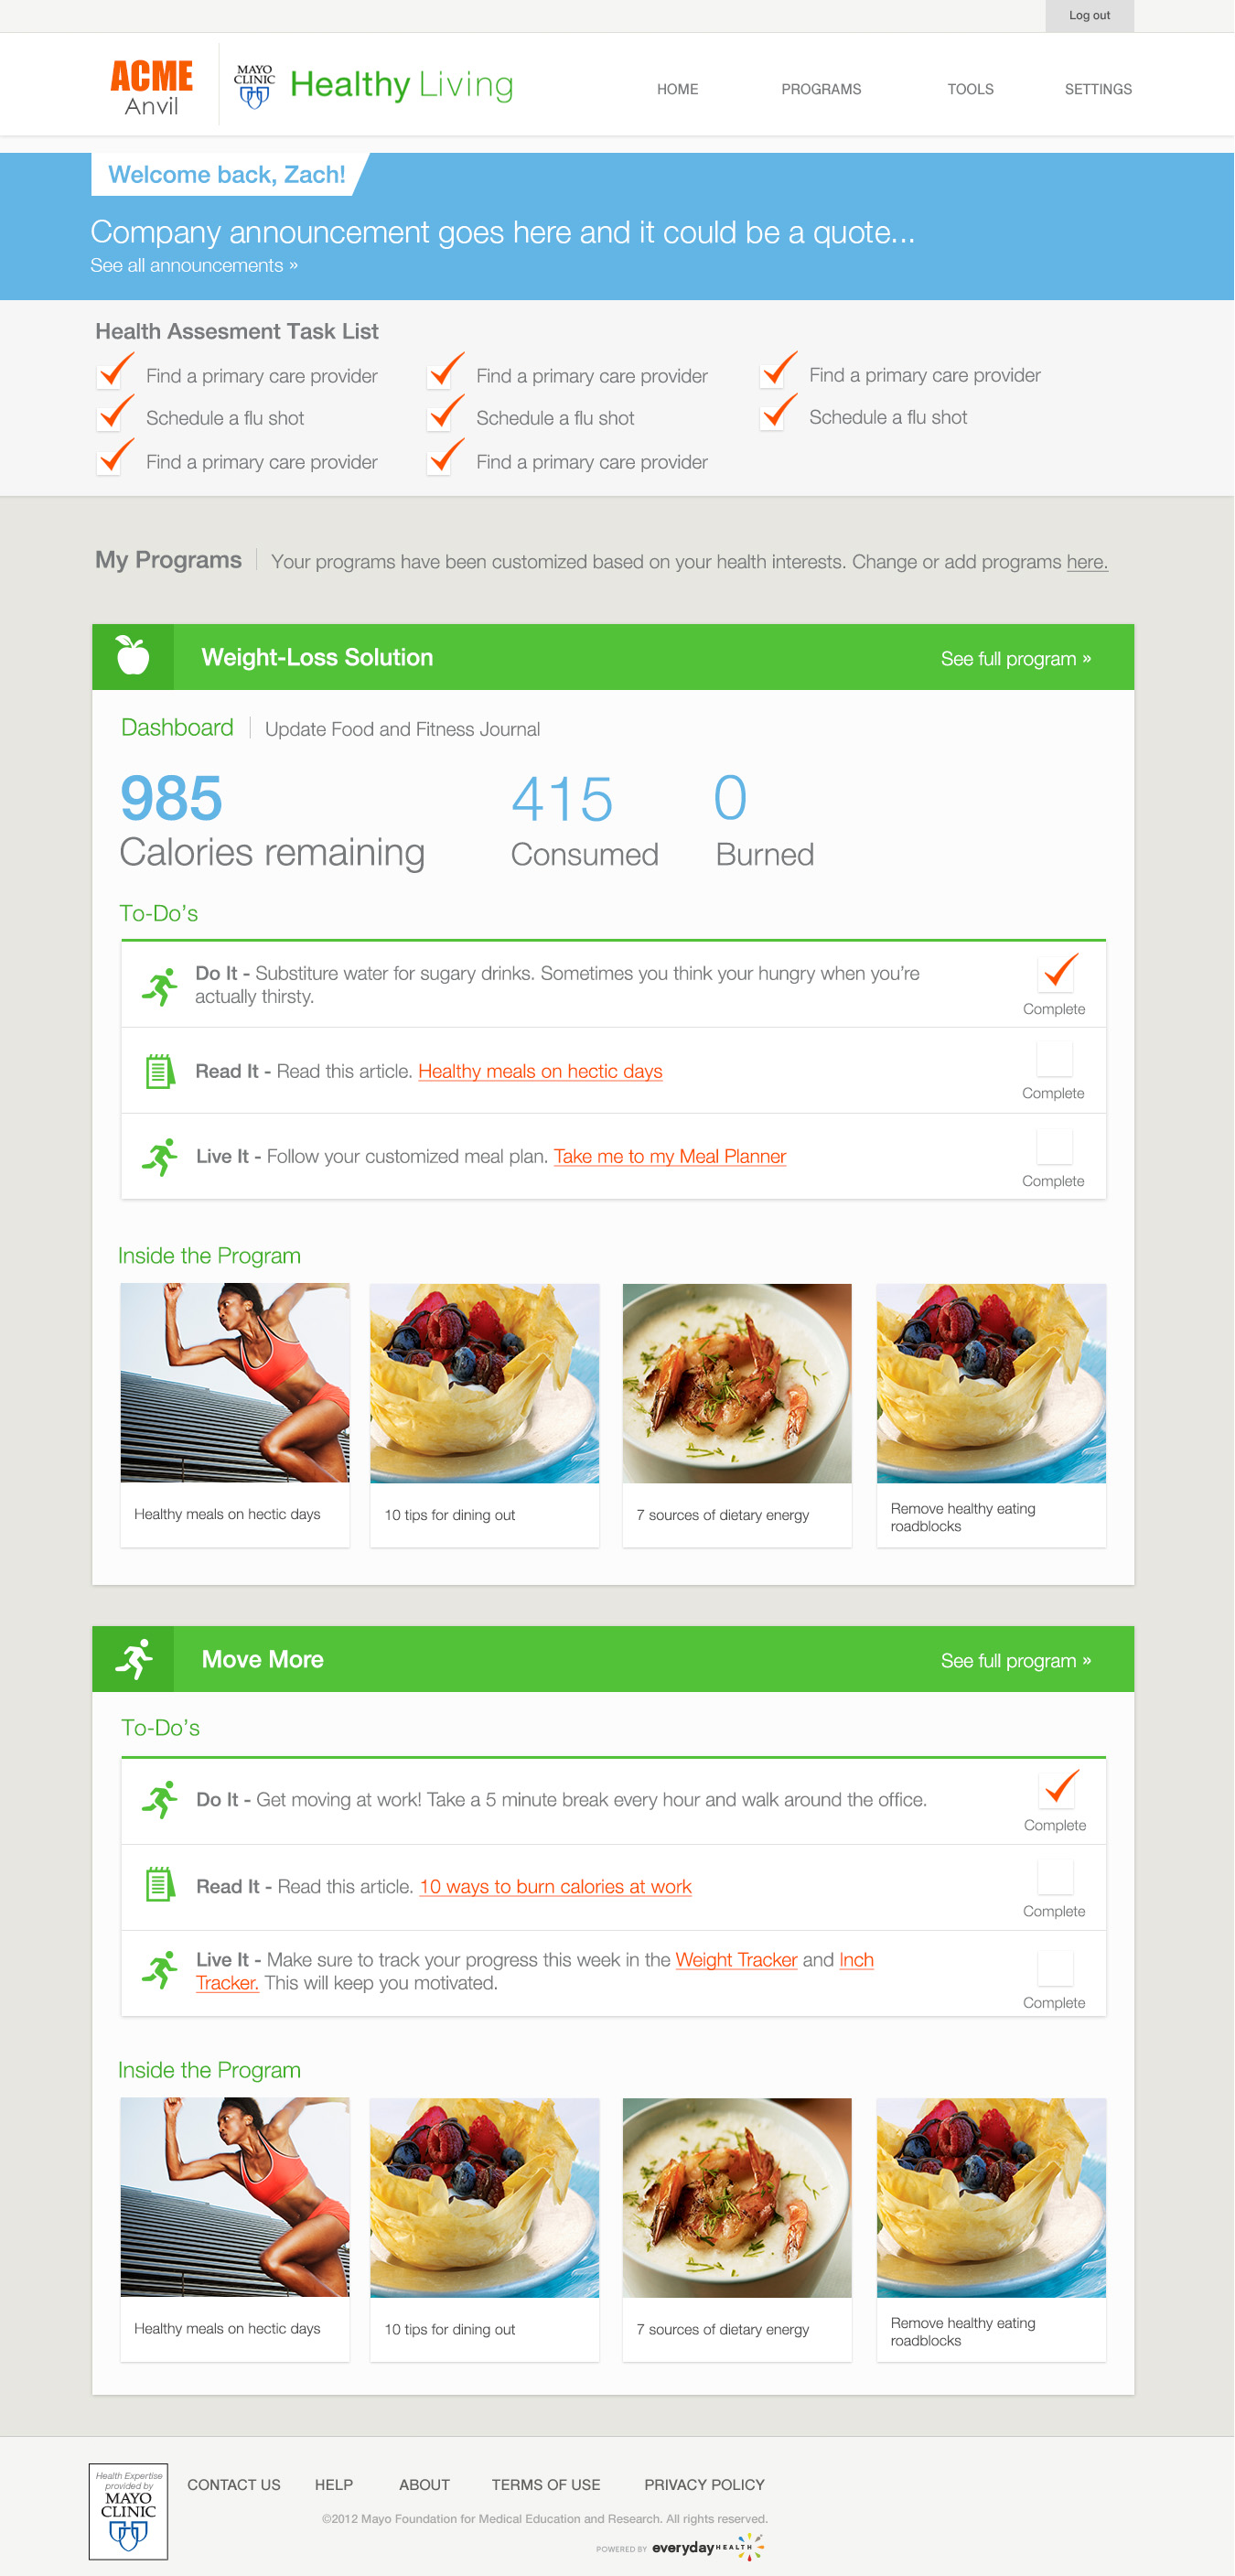 Log out
ACME
Anvil
MAYO
CLINIC
Healthy Living
HOME PROGRAMS TOOLS SETTINGS
Welcome back, Zach!
Company announcement goes here and it could be a quote...
See all announcements »
Health Assesment Task List
Find a primary care provider Find a primary care provider Find a primary care provider
Schedule a flu shot Schedule a flu shot Schedule a flu shot
Find a primary care provider Find a primary care provider
My Programs Your programs have been customized based on your health interests. Change or add programs here.
Weight-Loss Solution See full program »
Dashboard Update Food and Fitness Journal
985 415 0
Calories remaining Consumed Burned
To-Do's
Do It - Substiture water for sugary drinks. Sometimes you think your hungry when you're
actually thirsty.
Complete
Read It - Read this article. Healthy meals on hectic days
Complete
Live It - Follow your customized meal plan. Take me to my Meal Planner
Complete
Inside the Program
Healthy meals on hectic days
10 tips for dining out
7 sources of dietary energy
Remove healthy eating
roadblocks
Move More See full program »
To-Do's
Do It - Get moving at work! Take a 5 minute break every hour and walk around the office.
Complete
Read It - Read this article. 10 ways to burn calories at work
Complete
Live It - Make sure to track your progress this week in the Weight Tracker and Inch
Tracker. This will keep you motivated.
Complete
Inside the Program
Healthy meals on hectic days
10 tips for dining out
7 sources of dietary energy
Remove healthy eating
roadblocks
Health Expertise
provided by
MAYO
CLINIC
CONTACT US HELP ABOUT TERMS OF USE PRIVACY POLICY
©2012 Mayo Foundation for Medical Education and Research. All rights reserved.
POWERED BY everydayHEALTH